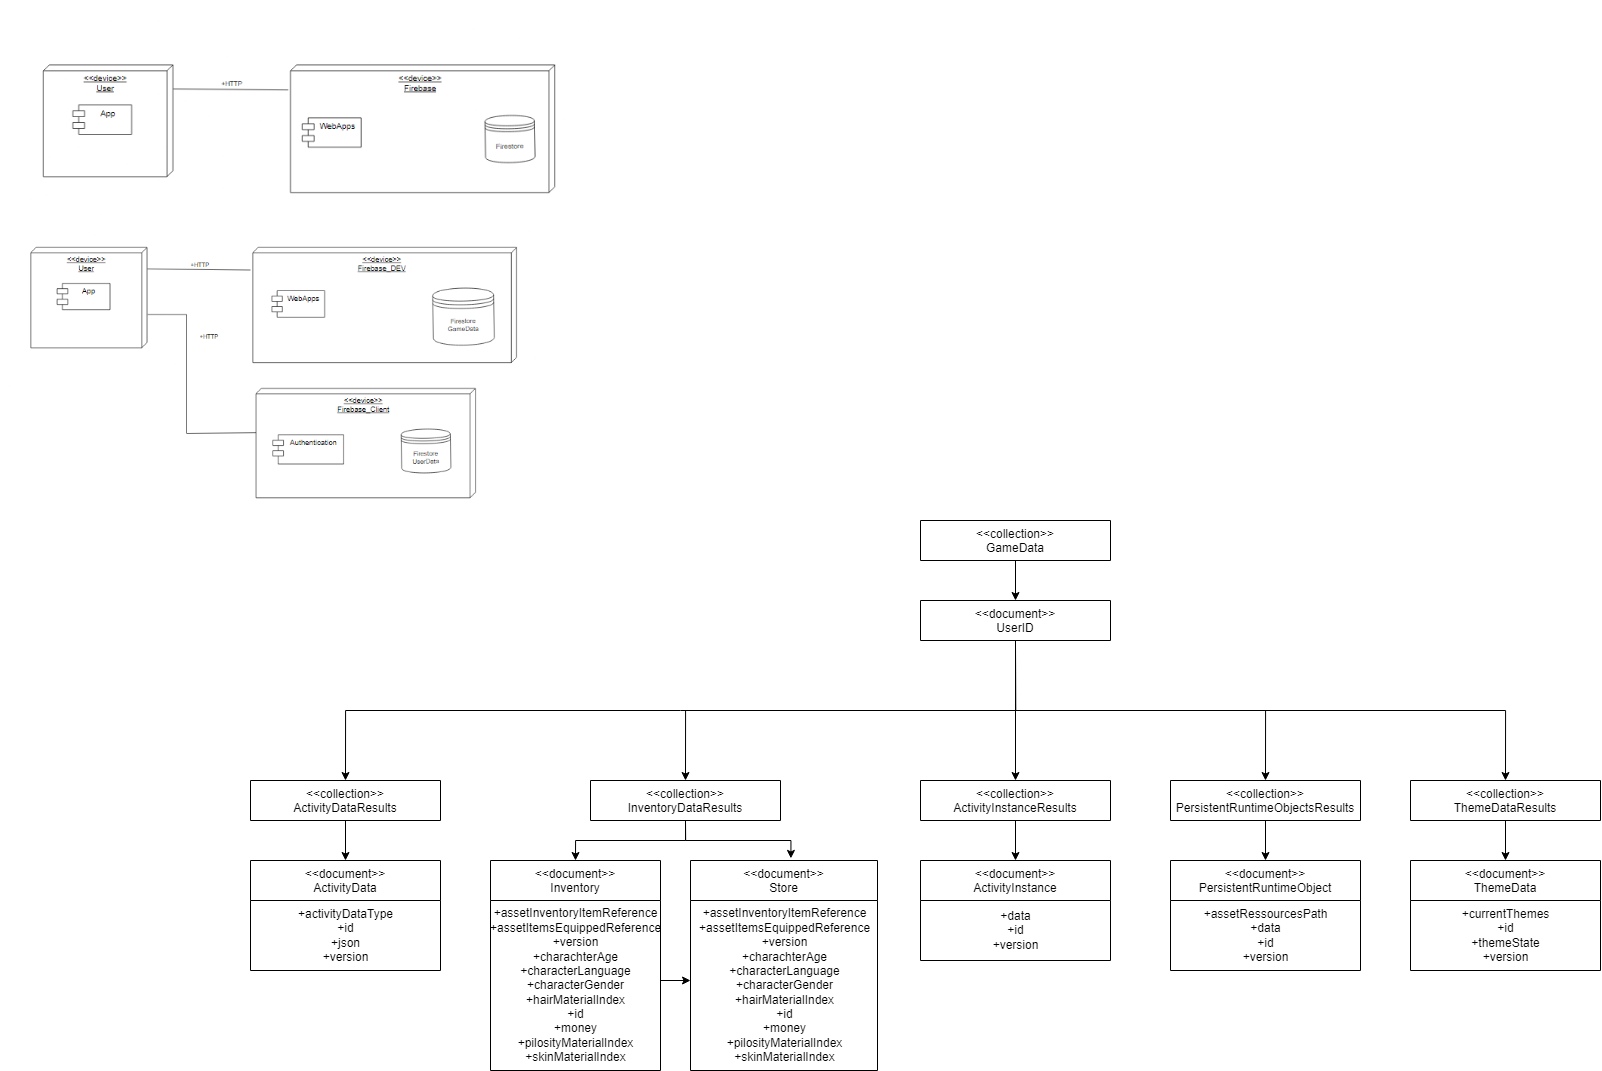 <<device>>
User
App
+HTTP
<<device>>
Firebase
WebApps
Firestore
<<device>>
User
App
+HTTP
+HTTP
<<device>>
Firebase_DEV
WebApps
Firestore
GameData
<<device>>
Firebase_Client
Authentication
Firestore
UserData
<<collection>>
GameData
<<document>>
UserID
<<collection>>
ActivityDataResults
<<collection>>
InventoryDataResults
<<collection>>
ActivityInstanceResults
<<collection>>
PersistentRuntimeObjectsResults
<<collection>>
ThemeDataResults
<<document>>
ActivityData
+activityDataType
+id
+json
+version
<<document>>
Inventory
+assetInventoryItemReference
+assetItemsEquippedReference
+version
+charachterAge
+characterLanguage
+characterGender
+hairMaterialIndex
+id
+money
+pilosityMaterialIndex
+skinMaterialIndex
<<document>>
Store
+assetInventoryItemReference
+assetItemsEquippedReference
+version
+charachterAge
+characterLanguage
+characterGender
+hairMaterialIndex
+id
+money
+pilosityMaterialIndex
+skinMaterialIndex
<<document>>
ActivityInstance
+data
+id
+version
<<document>>
PersistentRuntimeObject
+assetRessourcesPath
+data
+id
+version
<<document>>
ThemeData
+currentThemes
+id
+themeState
+version